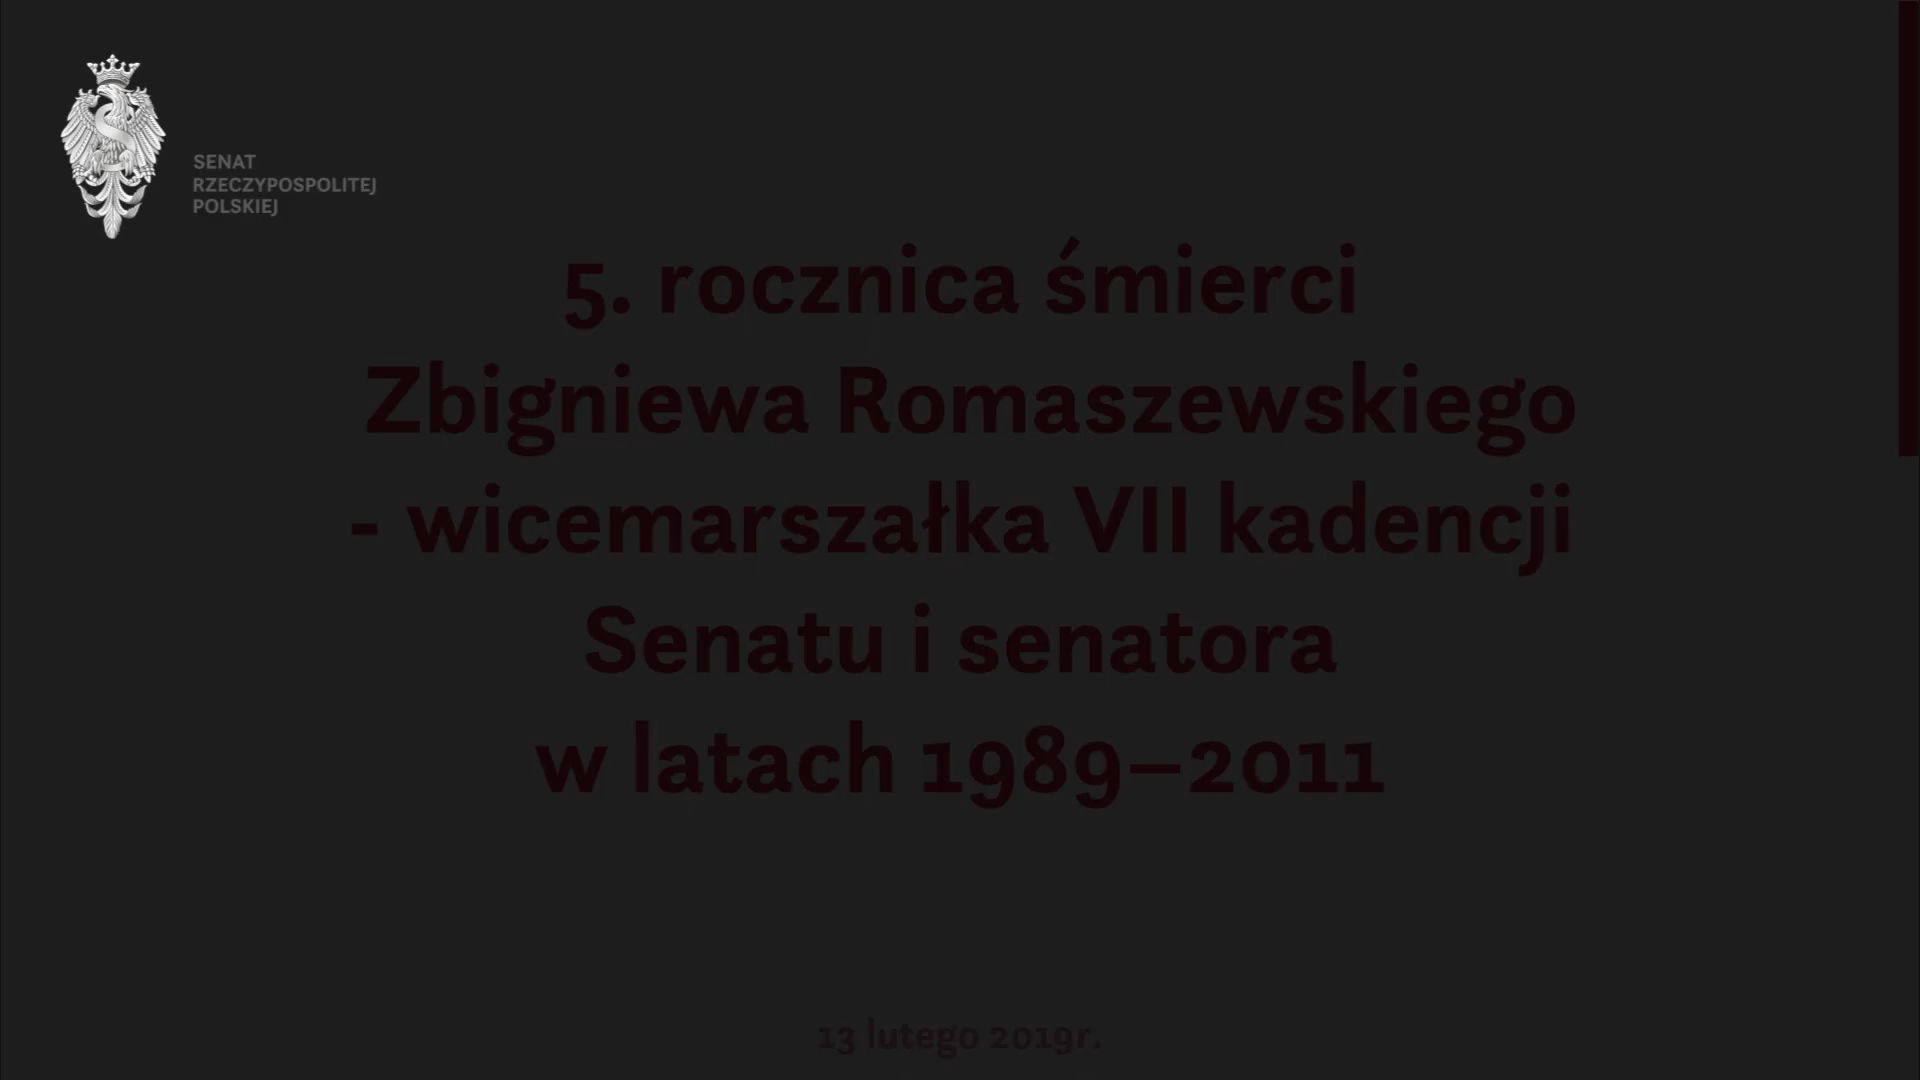 SENAT
RZECZYPOSPOLITEJ
POLSKIEJ
5. rocznica śmierci
Zbigniewa Romaszewskiego
- wicemarszałka VII kadencji
Senatu i senatora
w latach 1989–2011
13 lutego 2019r.